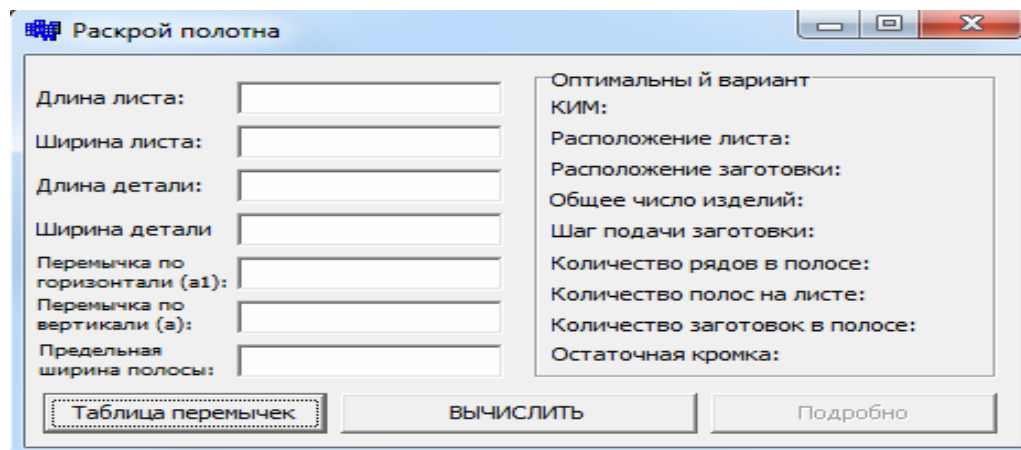 Раскрой полотна
Длина листа:
Ширина листа:
Длина детали:
Ширина детали
Перемычка по
горизонтали (a1):
Перемычка по
вертикали (a):
Предельная
ширина полосы:
Оптимальны й вариант
КИМ:
Расположение листа:
Расположение заготовки:
Общее число изделий:
Шаг подачи заготовки:
Количество рядов в полосе:
Количество полос на листе:
Количество заготовок в полосе:
Остаточная кромка:
Таблица перемычек
ВЫЧИСЛИТЬ
Подробно